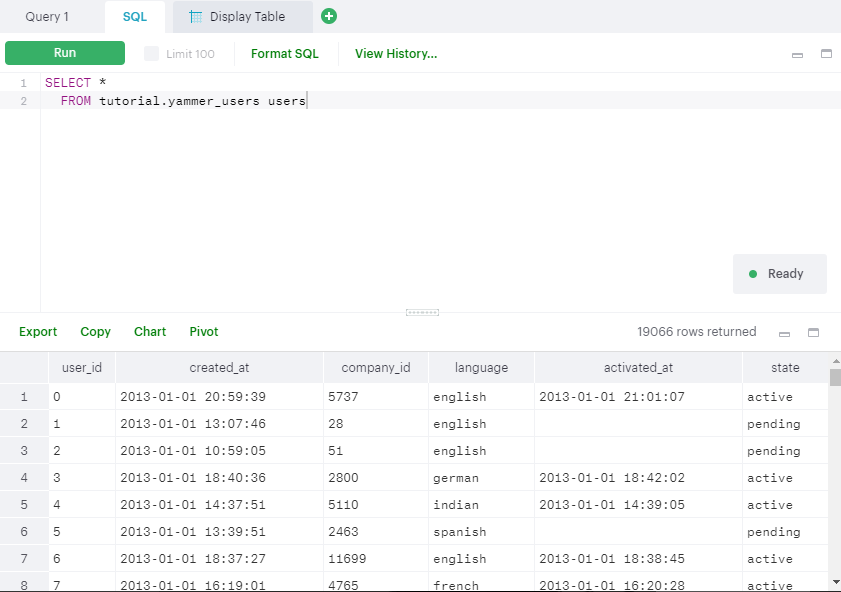 Query 1 SQL Display Table
Run Limit 100 Format SQL View History...
1 SELECT *
2 FROM tutorial.yammer_users users
Ready
Export Copy Chart Pivot 19066 rows returned
user_id created_at company_id language activated_at state
1 0 2013-01-01 20:59:39 5737 english 2013-01-01 21:01:07 active
2 1 2013-01-01 13:07:46 28 english pending
3 2 2013-01-01 10:59:05 51 english pending
4 3 2013-01-01 18:40:36 2800 german 2013-01-01 18:42:02 active
5 4 2013-01-01 14:37:51 5110 indian 2013-01-01 14:39:05 active
6 5 2013-01-01 13:39:51 2463 spanish pending
7 6 2013-01-01 18:37:27 11699 english 2013-01-01 18:38:45 active
8 7 2013-01-01 16:19:01 4765 french 2013-01-01 16:20:28 active